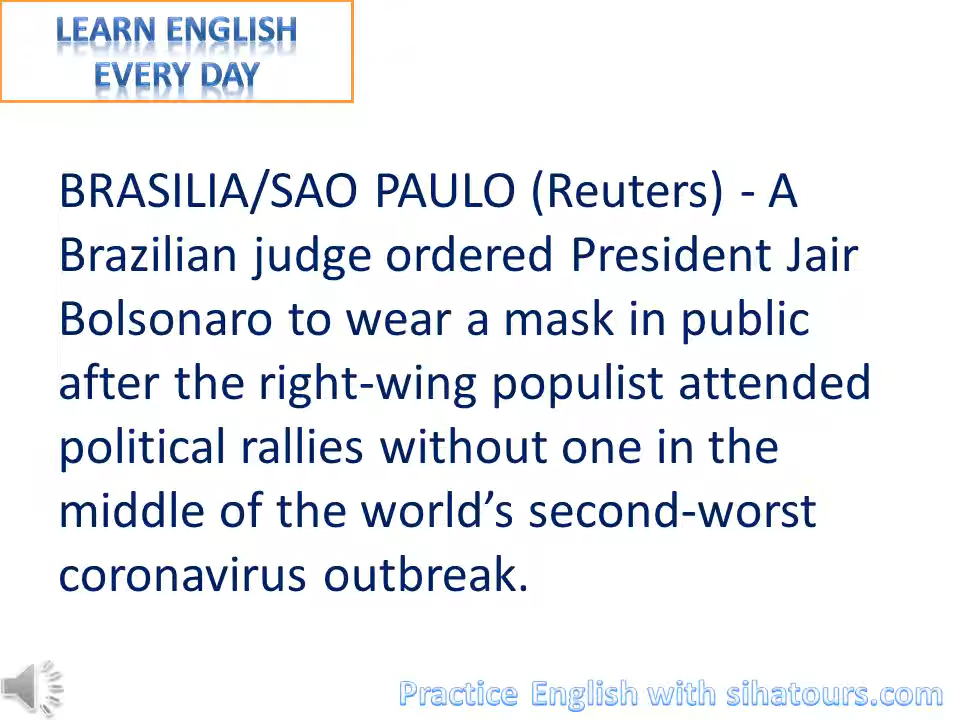 LEARN ENGLISH
EVERY DAY
BRASILIA/SAO PAULO (Reuters) - A
Brazilian judge ordered President Jair
Bolsonaro to wear a mask in public
after the right-wing populist attended
political rallies without one in the
middle of the world’s second-worst
coronavirus outbreak.
Practice English with sihatours.com